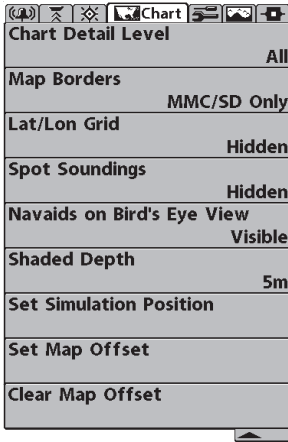 Chart
Chart Detail Level
All
Map Borders
MMC/SD Only
Lat/Lon Grid
Hidden
Spot Soundings
Hidden
Navaids on Bird's Eye View
Visible
Shaded Depth
5m
Set Simulation Position
Set Map Offset
Clear Map Offset